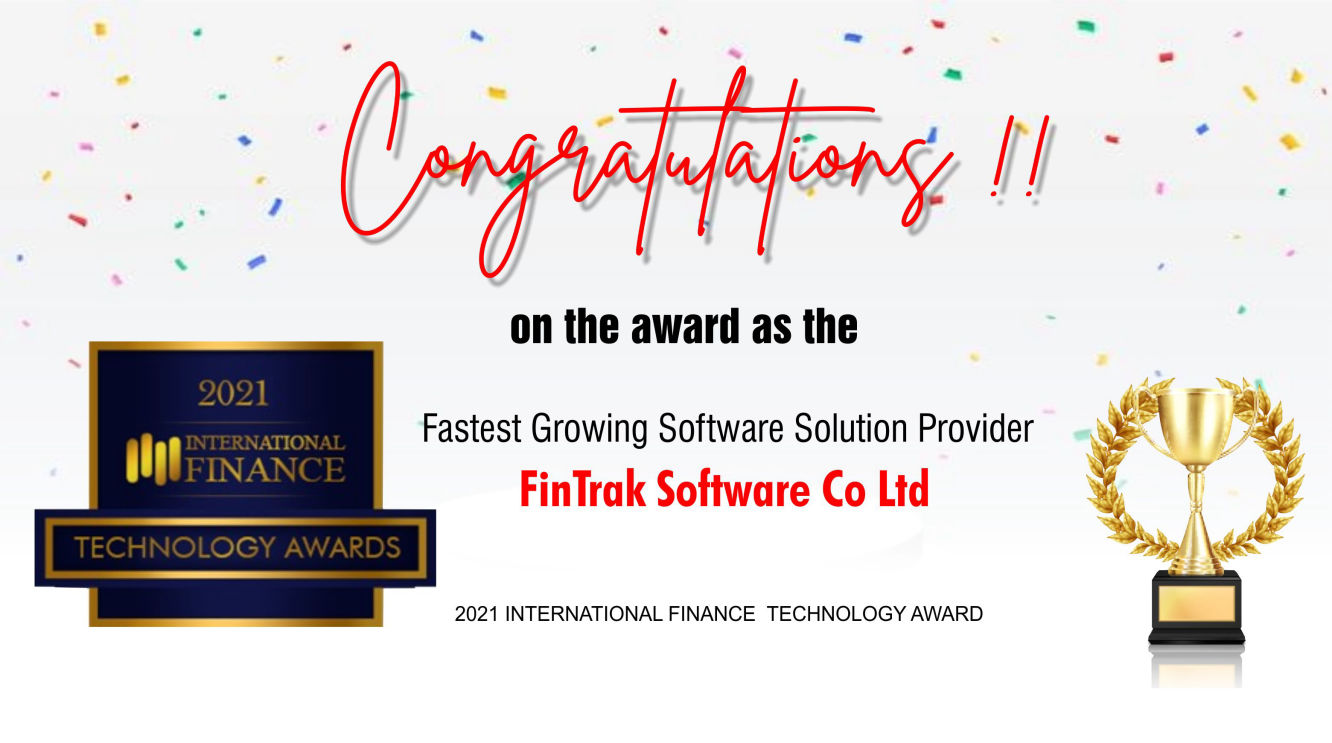 Congratulations !!
on the award as the
Fastest Growing Software Solution Provider
FinTrak Software Co Ltd
2021 INTERNATIONAL FINANCE TECHNOLOGY AWARD
2021
INTERNATIONAL
FINANCE
TECHNOLOGY AWARDS